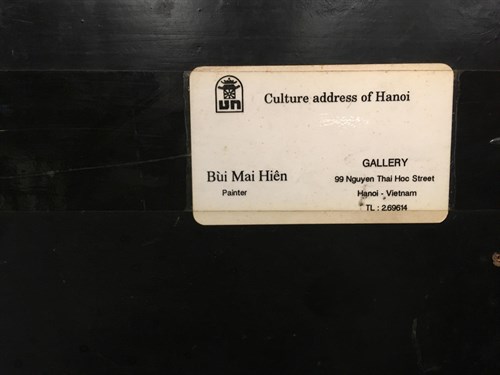 Culture address of Hanoi
Bùi Mai Hiên
Painter
GALLERY
99 Nguyen Thai Hoc Street
Hanoi - Vietnam
TL : 2.69614